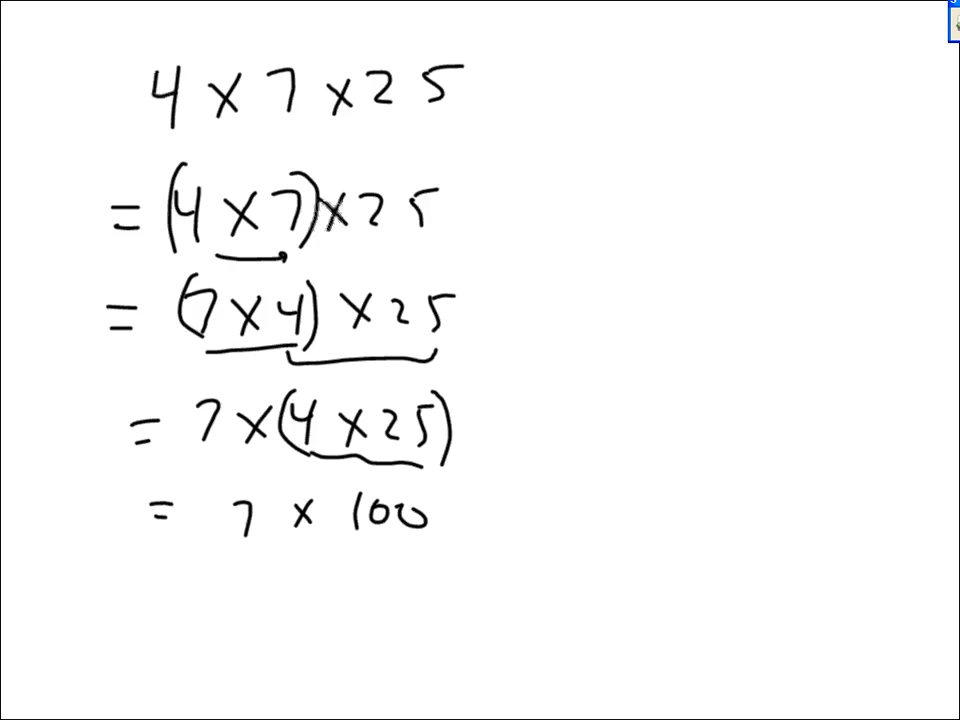 4 × 7 × 25
= (4 × 7) × 25
= (7 × 4) × 25
= 7 × (4 × 25)
= 7 × 100